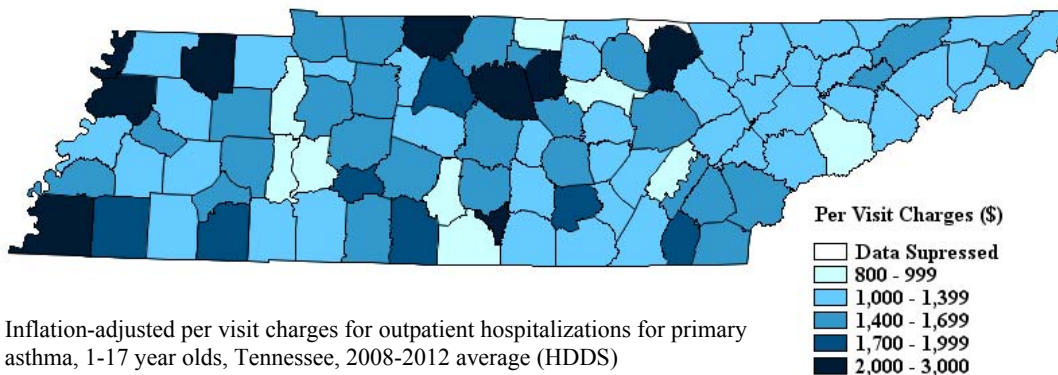 Per Visit Charges ($)
Data Supressed
800 - 999
1,000 - 1,399
1,400 - 1,699
1,700 - 1,999
2,000 - 3,000
Inflation-adjusted per visit charges for outpatient hospitalizations for primary
asthma, 1-17 year olds, Tennessee, 2008-2012 average (HDDS)